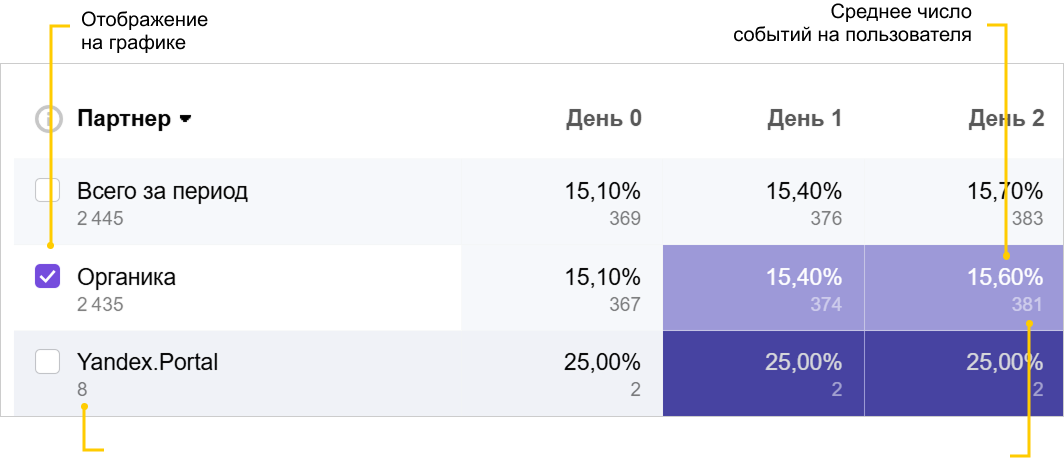 Отображение
на графике
Среднее число
событий на пользователя
Партнер День 0 День 1 День 2
Всего за период 15,10% 15,40% 15,70%
2 445 369 376 383
Органика 15,10% 15,40% 15,60%
2 435 367 374 381
Yandex.Portal 25,00% 25,00% 25,00%
8 2 2 2